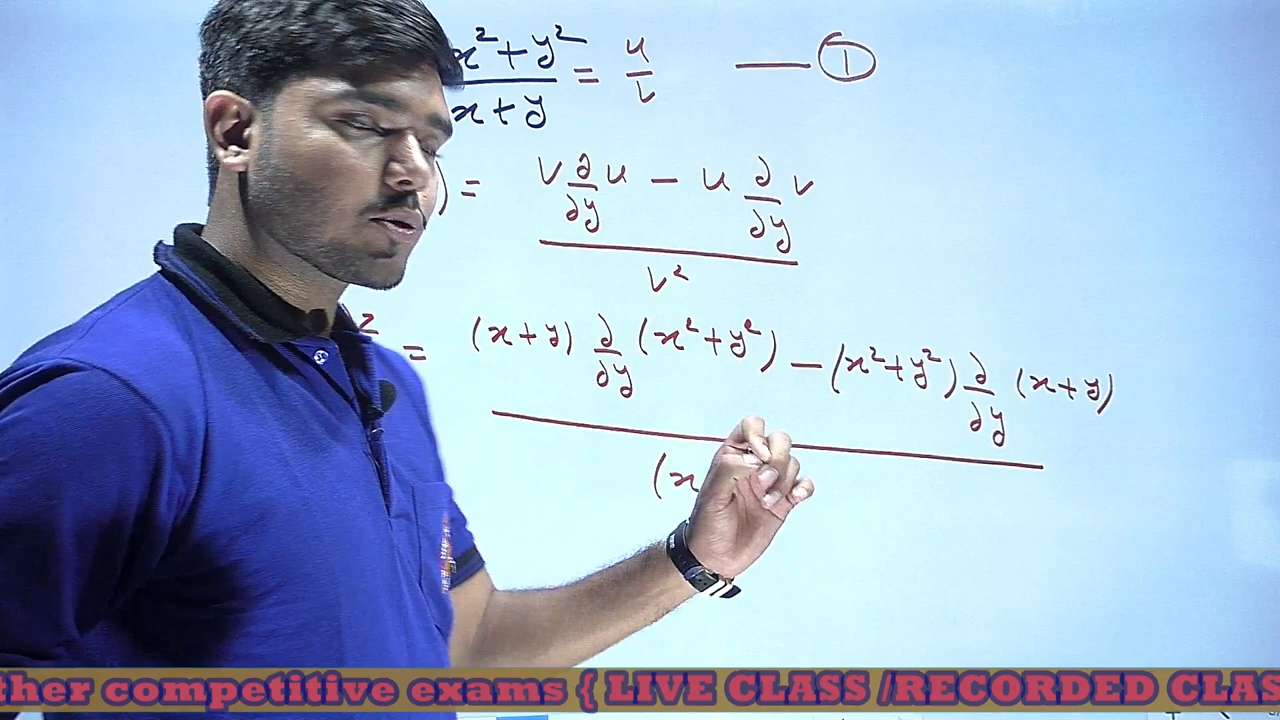 x²+y² / x+y = u/v —— ①
) = v ∂/∂y u − u ∂/∂y v
v²
z = (x+y) ∂/∂y (x²+y²) − (x²+y²) ∂/∂y (x+y)
(x
ther competitive exams { LIVE CLASS /RECORDED CLAS